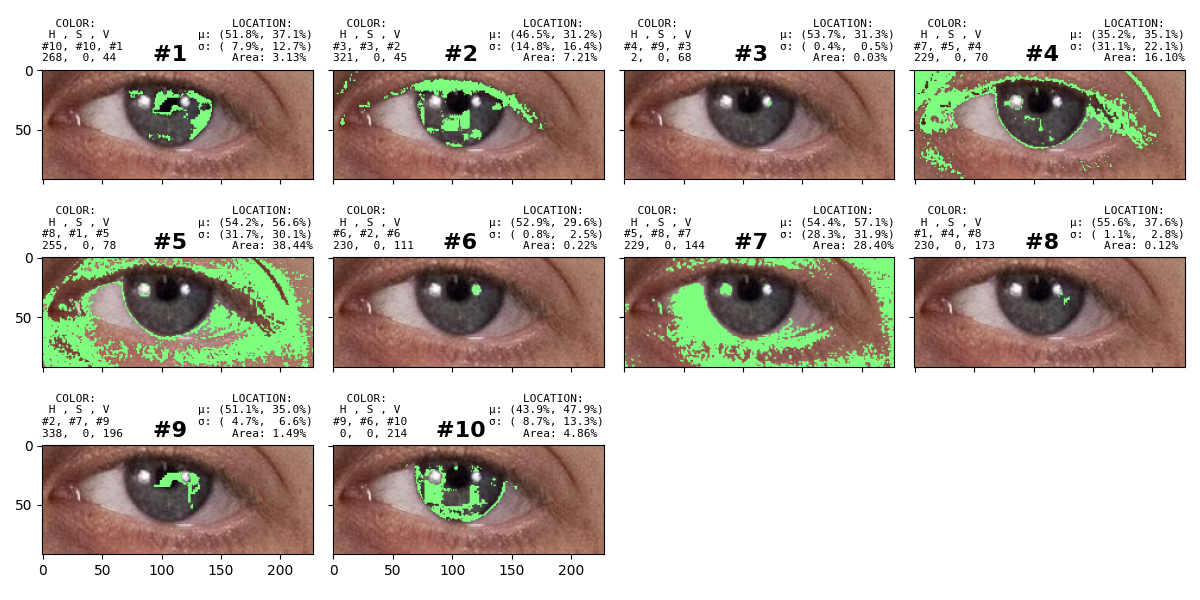 COLOR: LOCATION:
H , S , V μ: (51.8%, 37.1%)
#10, #10, #1 σ: ( 7.9%, 12.7%)
268, 0, 44 #1 Area: 3.13%
COLOR: LOCATION:
H , S , V μ: (46.5%, 31.2%)
#3, #3, #2 σ: (14.8%, 16.4%)
321, 0, 45 #2 Area: 7.21%
COLOR: LOCATION:
H , S , V μ: (53.7%, 31.3%)
#4, #9, #3 σ: ( 0.4%, 0.5%)
2, 0, 68 #3 Area: 0.03%
COLOR: LOCATION:
H , S , V μ: (35.2%, 35.1%)
#7, #5, #4 σ: (31.1%, 22.1%)
229, 0, 70 #4 Area: 16.10%
0
50
COLOR: LOCATION:
H , S , V μ: (54.2%, 56.6%)
#8, #1, #5 σ: (31.7%, 30.1%)
255, 0, 78 #5 Area: 38.44%
COLOR: LOCATION:
H , S , V μ: (52.9%, 29.6%)
#6, #2, #6 σ: ( 0.8%, 2.5%)
230, 0, 111 #6 Area: 0.22%
COLOR: LOCATION:
H , S , V μ: (54.4%, 57.1%)
#5, #8, #7 σ: (28.3%, 31.9%)
229, 0, 144 #7 Area: 28.40%
COLOR: LOCATION:
H , S , V μ: (55.6%, 37.6%)
#1, #4, #8 σ: ( 1.1%, 2.8%)
230, 0, 173 #8 Area: 0.12%
0
50
COLOR: LOCATION:
H , S , V μ: (51.1%, 35.0%)
#2, #7, #9 σ: ( 4.7%, 6.6%)
338, 0, 196 #9 Area: 1.49%
COLOR: LOCATION:
H , S , V μ: (43.9%, 47.9%)
#9, #6, #10 σ: ( 8.7%, 13.3%)
0, 0, 214 #10 Area: 4.86%
0
50
0 50 100 150 200
0 50 100 150 200